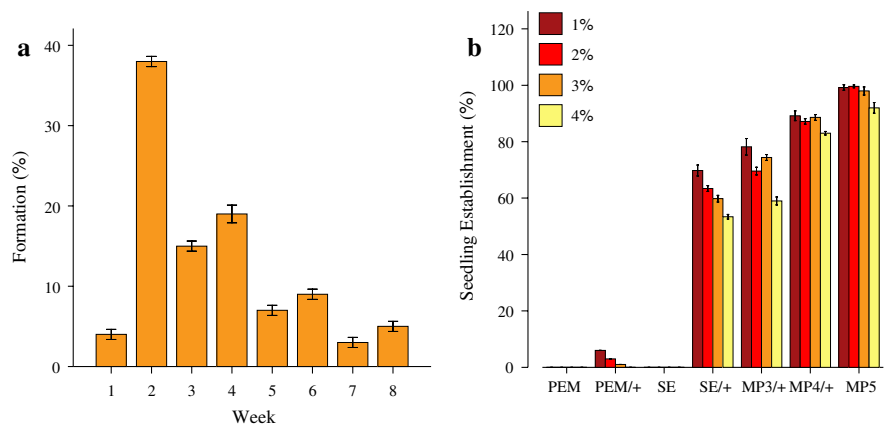 a
Formation (%)
40
30
20
10
0
1 2 3 4 5 6 7 8
Week
b
1%
2%
3%
4%
Seedling Establishment (%)
120
100
80
60
40
20
0
PEM PEM/+ SE SE/+ MP3/+ MP4/+ MP5